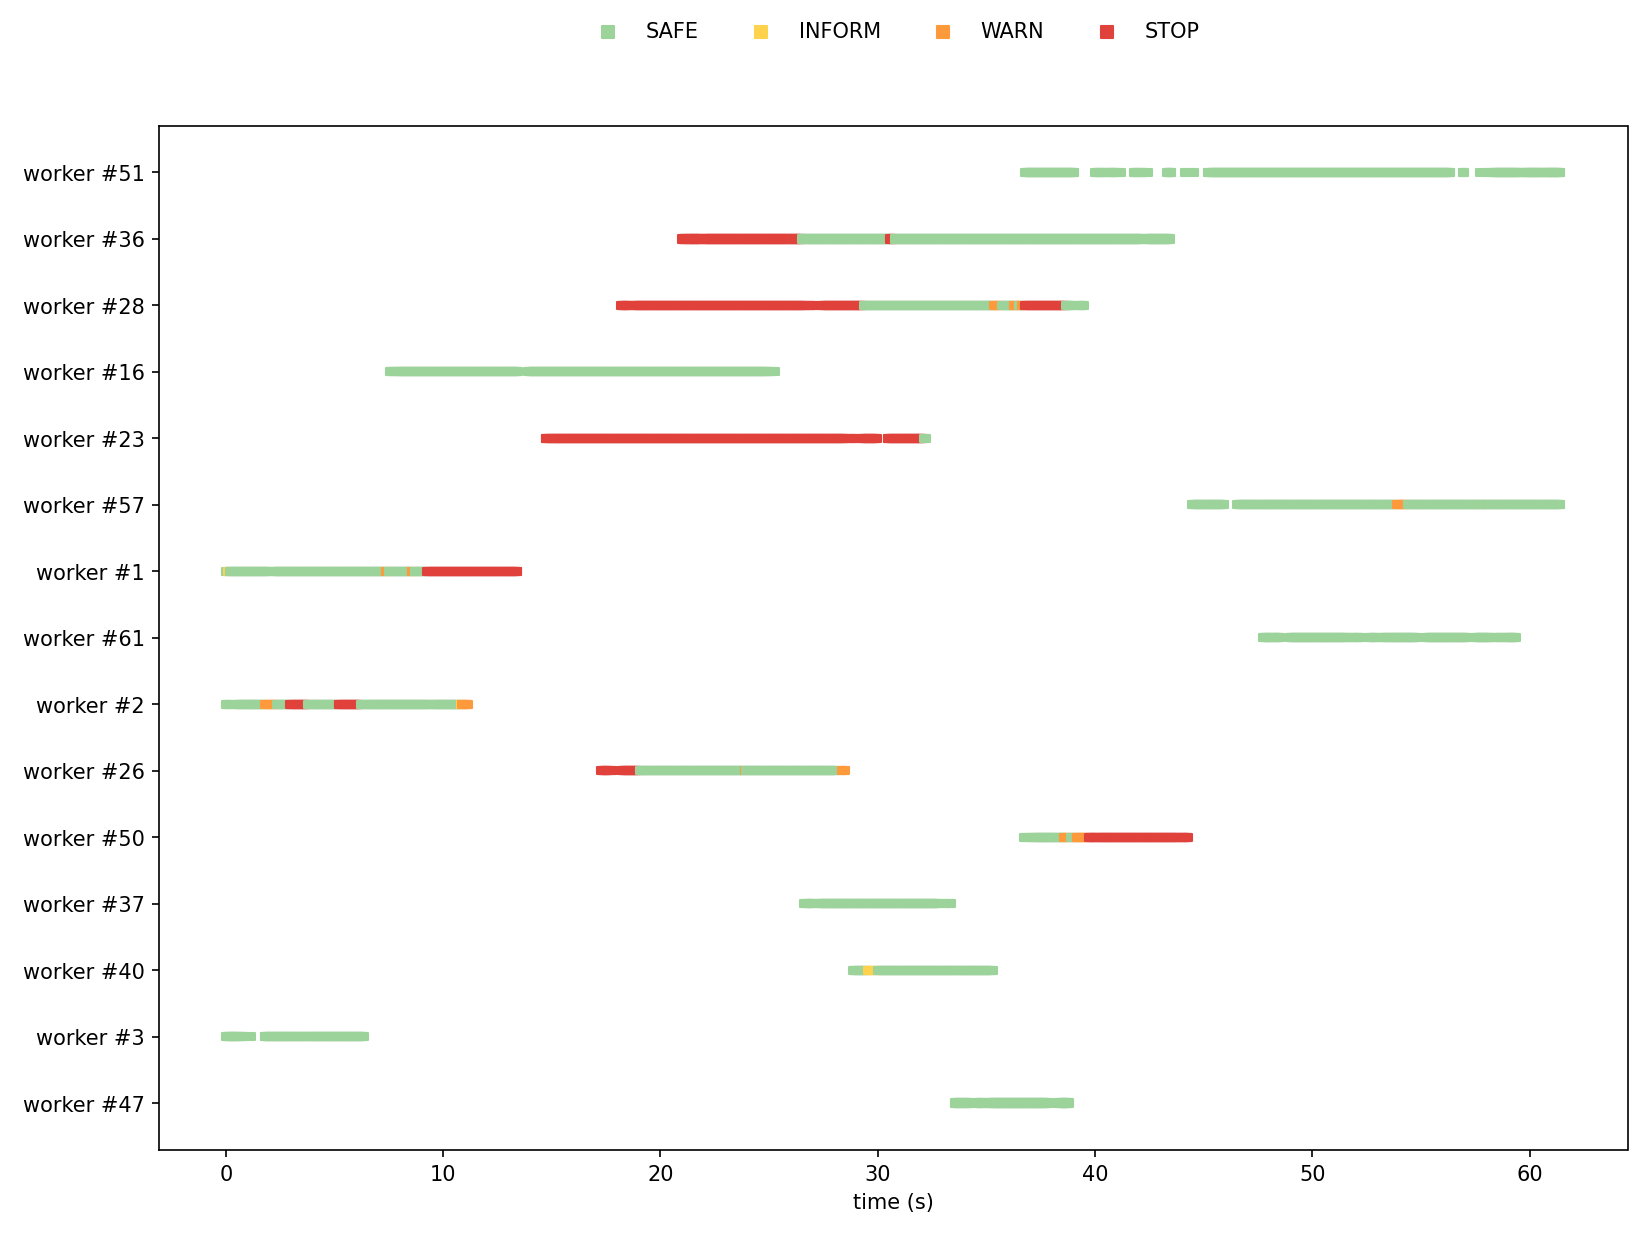 SAFE INFORM WARN STOP
worker #51
worker #36
worker #28
worker #16
worker #23
worker #57
worker #1
worker #61
worker #2
worker #26
worker #50
worker #37
worker #40
worker #3
worker #47
0 10 20 30 40 50 60
time (s)